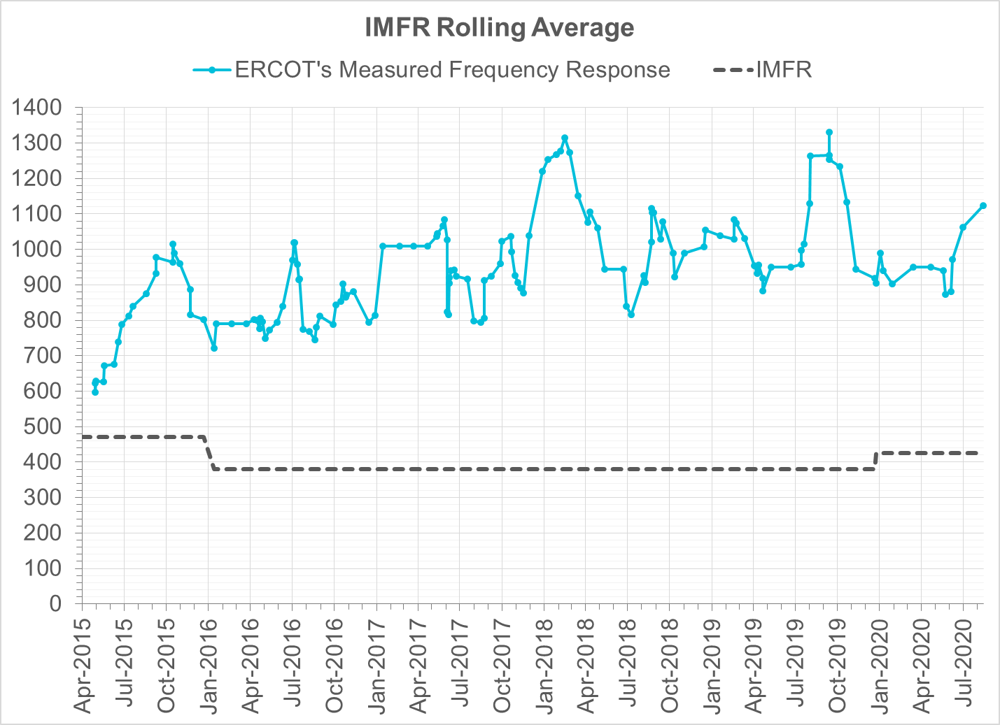 IMFR Rolling Average
ERCOT's Measured Frequency Response IMFR
1400
1300
1200
1100
1000
900
800
700
600
500
400
300
200
100
0
Apr-2015
Jul-2015
Oct-2015
Jan-2016
Apr-2016
Jul-2016
Oct-2016
Jan-2017
Apr-2017
Jul-2017
Oct-2017
Jan-2018
Apr-2018
Jul-2018
Oct-2018
Jan-2019
Apr-2019
Jul-2019
Oct-2019
Jan-2020
Apr-2020
Jul-2020